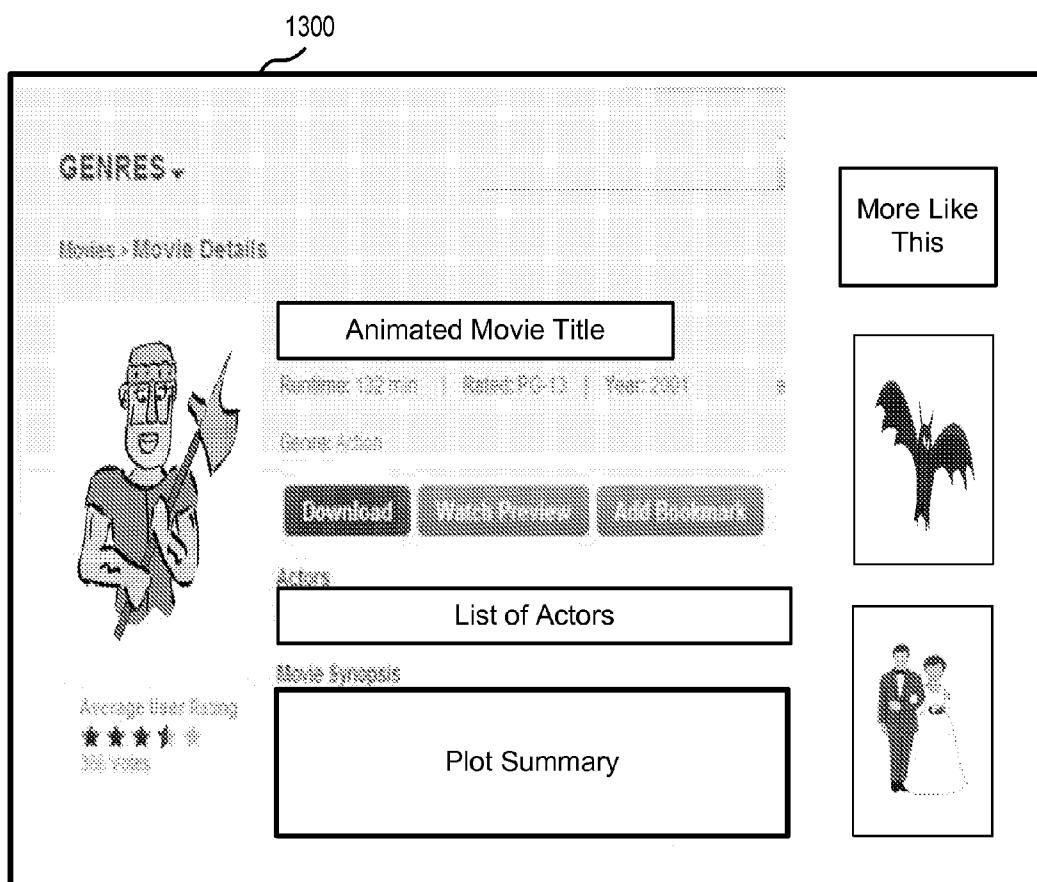 1300
GENRES
Movies > Movie Details
More Like
This
Animated Movie Title
Runtime: 132 min | Rated: PG-13 | Year: 2001
Genre: Action
Download
Watch Preview
Add Bookmark
Actors
List of Actors
Movie Synopsis
Plot Summary
Average User Rating
Votes